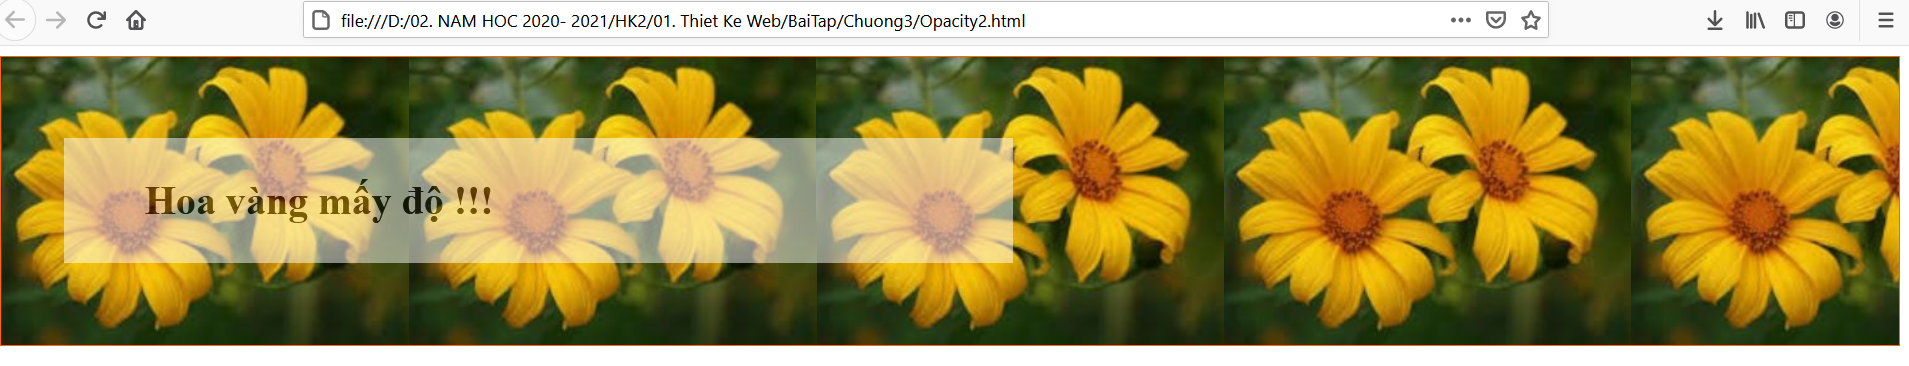 file:///D:/02. NAM HOC 2020- 2021/HK2/01. Thiet Ke Web/BaiTap/Chuong3/Opacity2.html
Hoa vàng mấy độ !!!